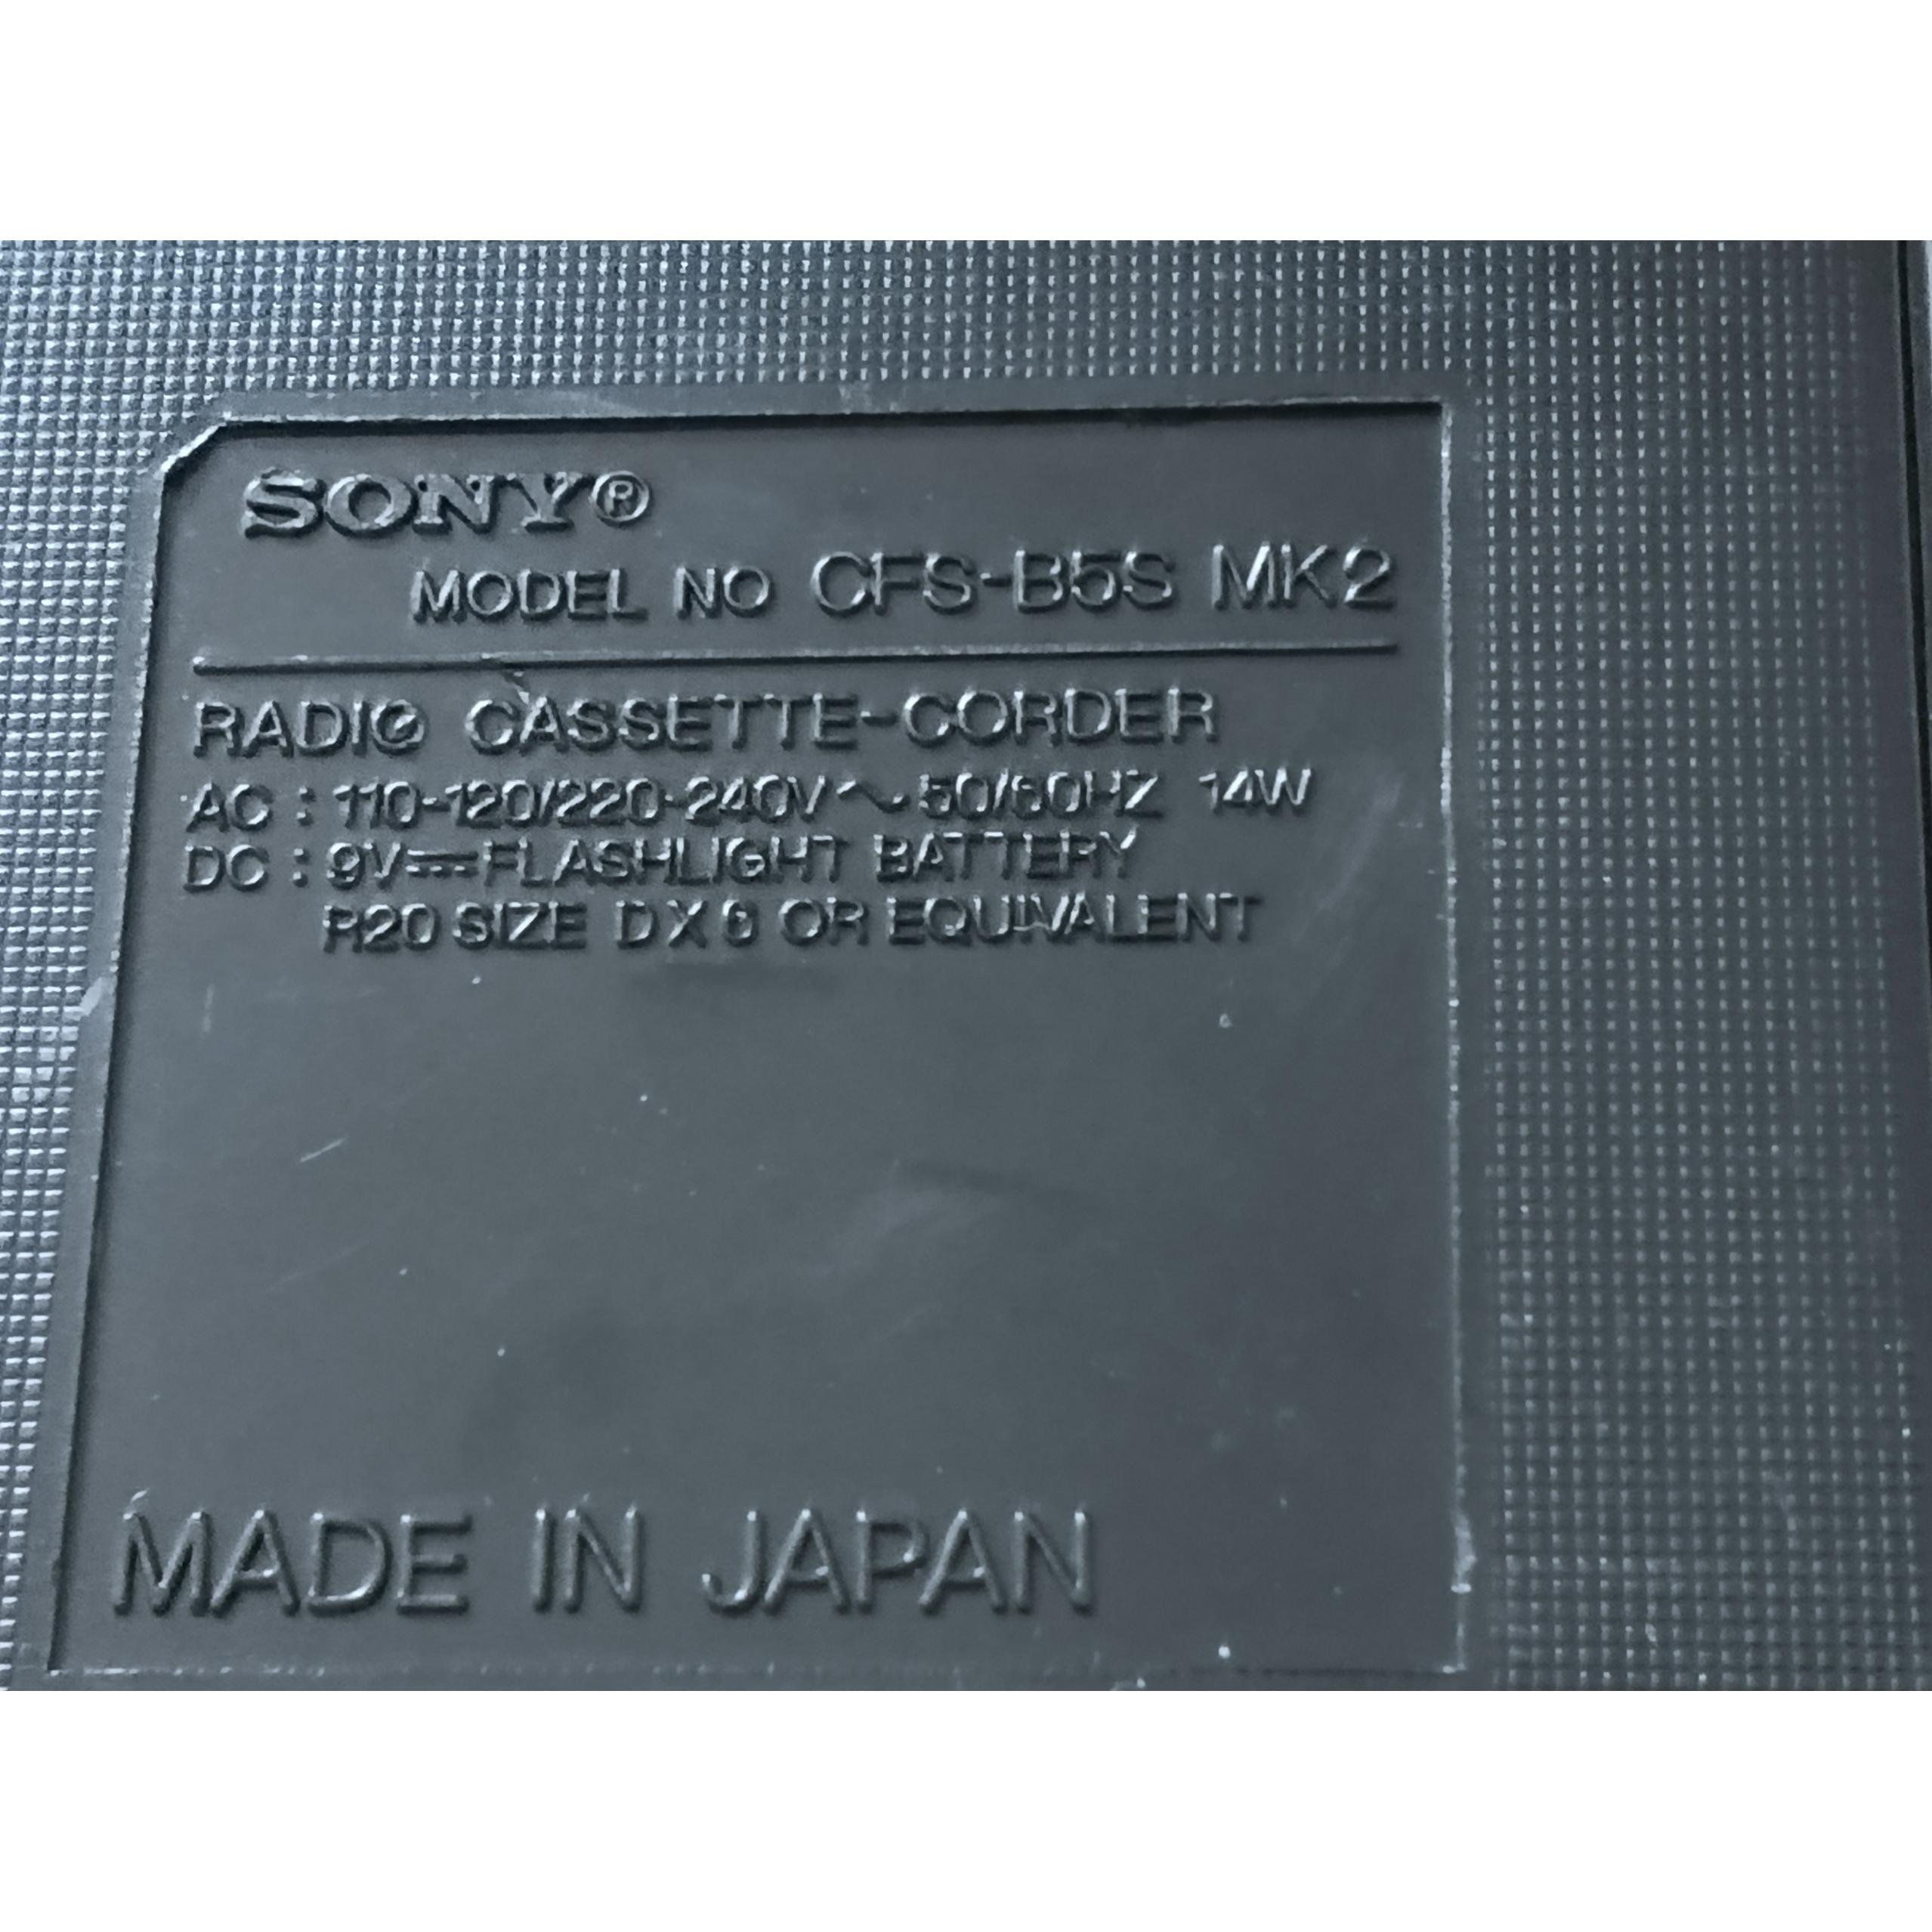 SONY®
MODEL NO CFS-B5S MK2
RADIO CASSETTE-CORDER
AC : 110-120/220-240V ～ 50/60HZ 14W
DC : 9V⎓FLASHLIGHT BATTERY
R20 SIZE D X 6 OR EQUIVALENT
MADE IN JAPAN